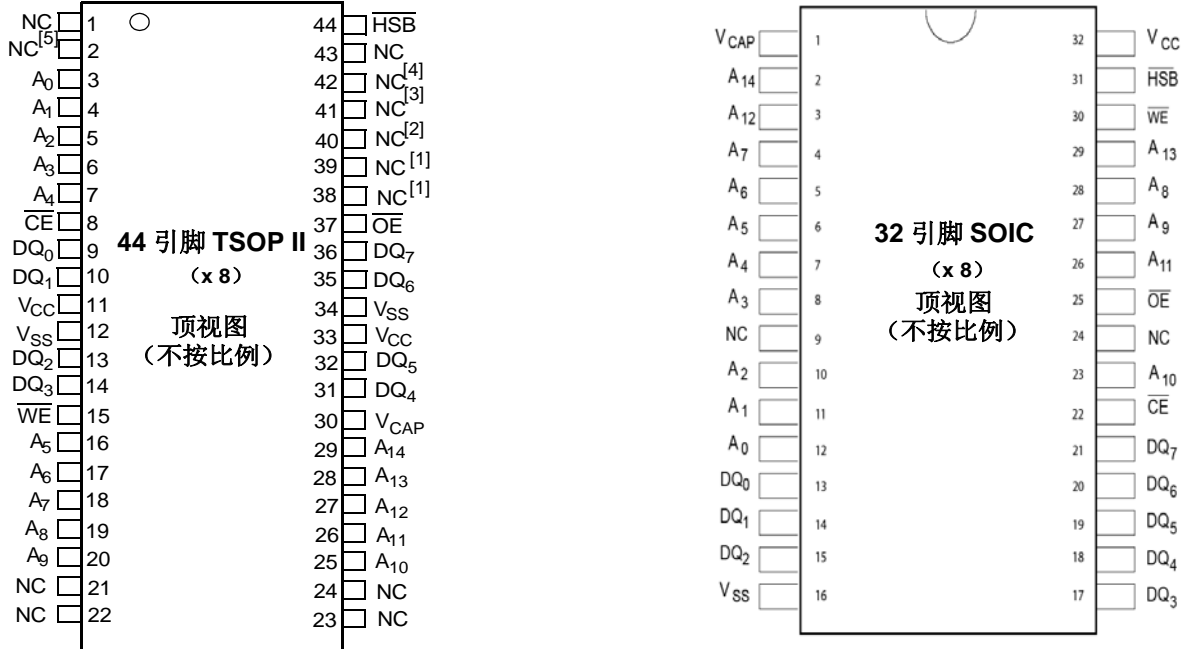 NC 1 44 H̅S̅B̅
NC[5] 2 43 NC
A0 3 42 NC[4]
A1 4 41 NC[3]
A2 5 40 NC[2]
A3 6 39 NC[1]
A4 7 38 NC[1]
C̅E̅ 8 37 O̅E̅
DQ0 9 36 DQ7
DQ1 10 35 DQ6
VCC 11 34 VSS
VSS 12 33 VCC
DQ2 13 32 DQ5
DQ3 14 31 DQ4
W̅E̅ 15 30 VCAP
A5 16 29 A14
A6 17 28 A13
A7 18 27 A12
A8 19 26 A11
A9 20 25 A10
NC 21 24 NC
NC 22 23 NC
44 引脚 TSOP II
（x 8）
顶视图
（不按比例）
VCAP 1 32 VCC
A14 2 31 H̅S̅B̅
A12 3 30 W̅E̅
A7 4 29 A13
A6 5 28 A8
A5 6 27 A9
A4 7 26 A11
A3 8 25 O̅E̅
NC 9 24 NC
A2 10 23 A10
A1 11 22 C̅E̅
A0 12 21 DQ7
DQ0 13 20 DQ6
DQ1 14 19 DQ5
DQ2 15 18 DQ4
VSS 16 17 DQ3
32 引脚 SOIC
（x 8）
顶视图
（不按比例）